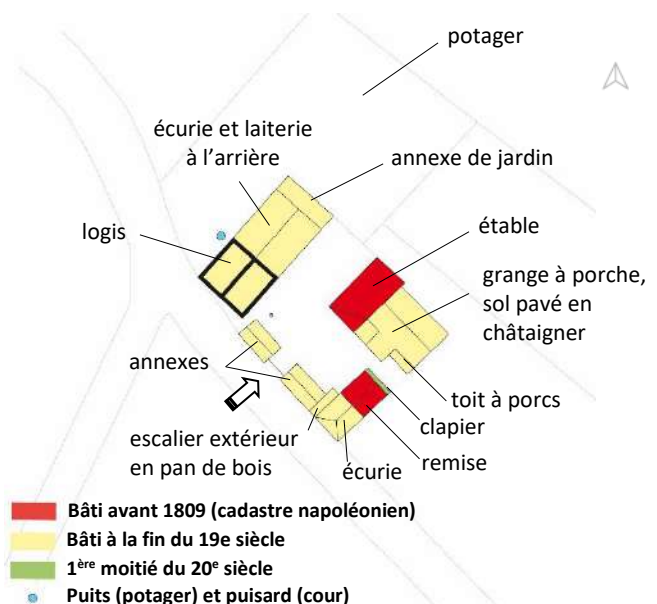 potager
écurie et laiterie
à l’arrière
annexe de jardin
logis
étable
grange à porche,
sol pavé en
châtaigner
annexes
toit à porcs
clapier
escalier extérieur
en pan de bois
écurie
remise
Bâti avant 1809 (cadastre napoléonien)
Bâti à la fin du 19e siècle
1ère moitié du 20e siècle
Puits (potager) et puisard (cour)